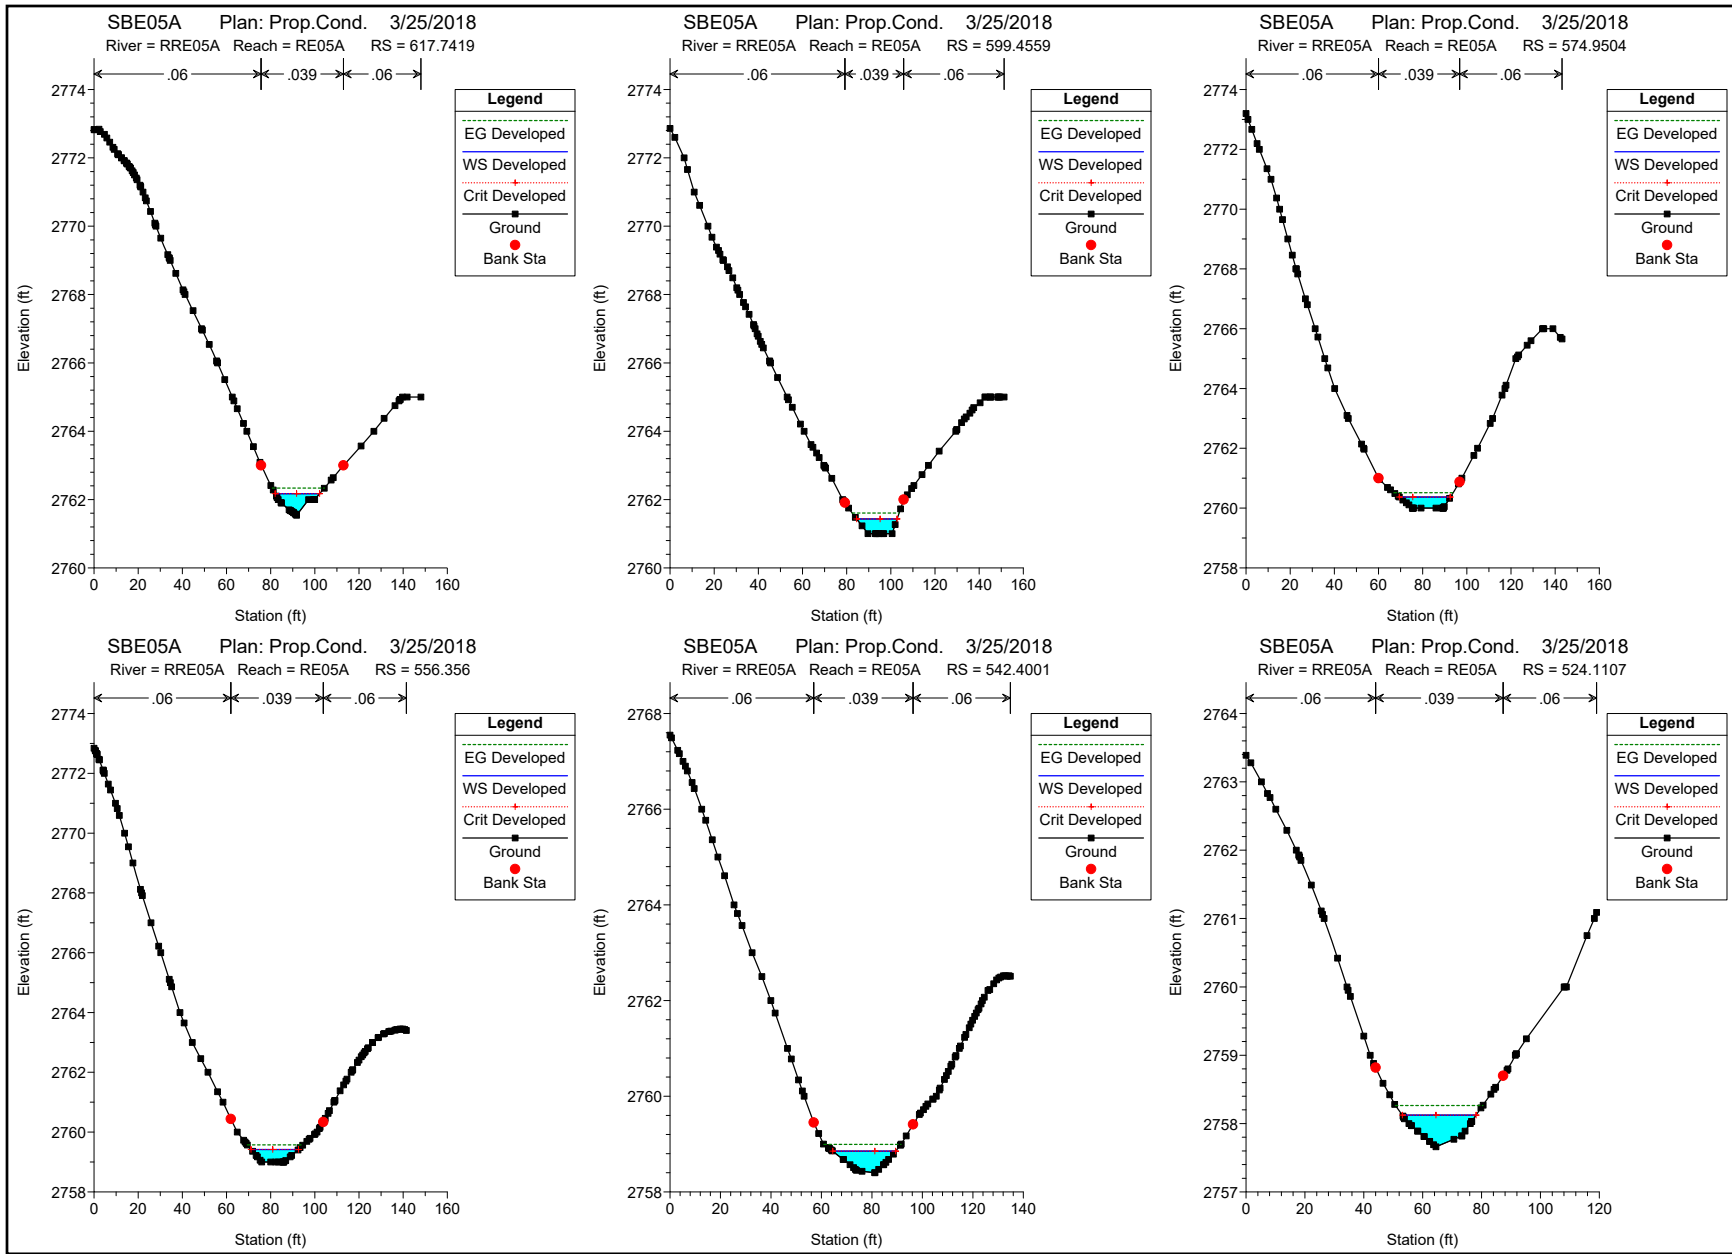 SBE05A Plan: Prop.Cond. 3/25/2018
River = RRE05A Reach = RE05A RS = 617.7419
.06 .039 .06
Legend
EG Developed
WS Developed
Crit Developed
Ground
Bank Sta
2774
2772
2770
2768
2766
2764
2762
2760
Elevation (ft)
0 20 40 60 80 100 120 140 160
Station (ft)
SBE05A Plan: Prop.Cond. 3/25/2018
River = RRE05A Reach = RE05A RS = 599.4559
.06 .039 .06
Legend
EG Developed
WS Developed
Crit Developed
Ground
Bank Sta
2774
2772
2770
2768
2766
2764
2762
2760
Elevation (ft)
0 20 40 60 80 100 120 140 160
Station (ft)
SBE05A Plan: Prop.Cond. 3/25/2018
River = RRE05A Reach = RE05A RS = 574.9504
.06 .039 .06
Legend
EG Developed
WS Developed
Crit Developed
Ground
Bank Sta
2774
2772
2770
2768
2766
2764
2762
2760
2758
Elevation (ft)
0 20 40 60 80 100 120 140 160
Station (ft)
SBE05A Plan: Prop.Cond. 3/25/2018
River = RRE05A Reach = RE05A RS = 556.356
.06 .039 .06
Legend
EG Developed
WS Developed
Crit Developed
Ground
Bank Sta
2774
2772
2770
2768
2766
2764
2762
2760
2758
Elevation (ft)
0 20 40 60 80 100 120 140 160
Station (ft)
SBE05A Plan: Prop.Cond. 3/25/2018
River = RRE05A Reach = RE05A RS = 542.4001
.06 .039 .06
Legend
EG Developed
WS Developed
Crit Developed
Ground
Bank Sta
2768
2766
2764
2762
2760
2758
Elevation (ft)
0 20 40 60 80 100 120 140
Station (ft)
SBE05A Plan: Prop.Cond. 3/25/2018
River = RRE05A Reach = RE05A RS = 524.1107
.06 .039 .06
Legend
EG Developed
WS Developed
Crit Developed
Ground
Bank Sta
2764
2763
2762
2761
2760
2759
2758
2757
Elevation (ft)
0 20 40 60 80 100 120
Station (ft)